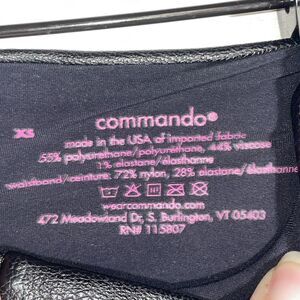 XS
commando®
made in the USA of imported fabric
55% polyurethane/polyuréthane, 44% viscose
1% elastane/élasthanne
waistband/ceinture: 72% nylon, 28% elastane/élasthanne
wearcommando.com
472 Meadowland Dr, S. Burlington, VT 05403
RN# 115807